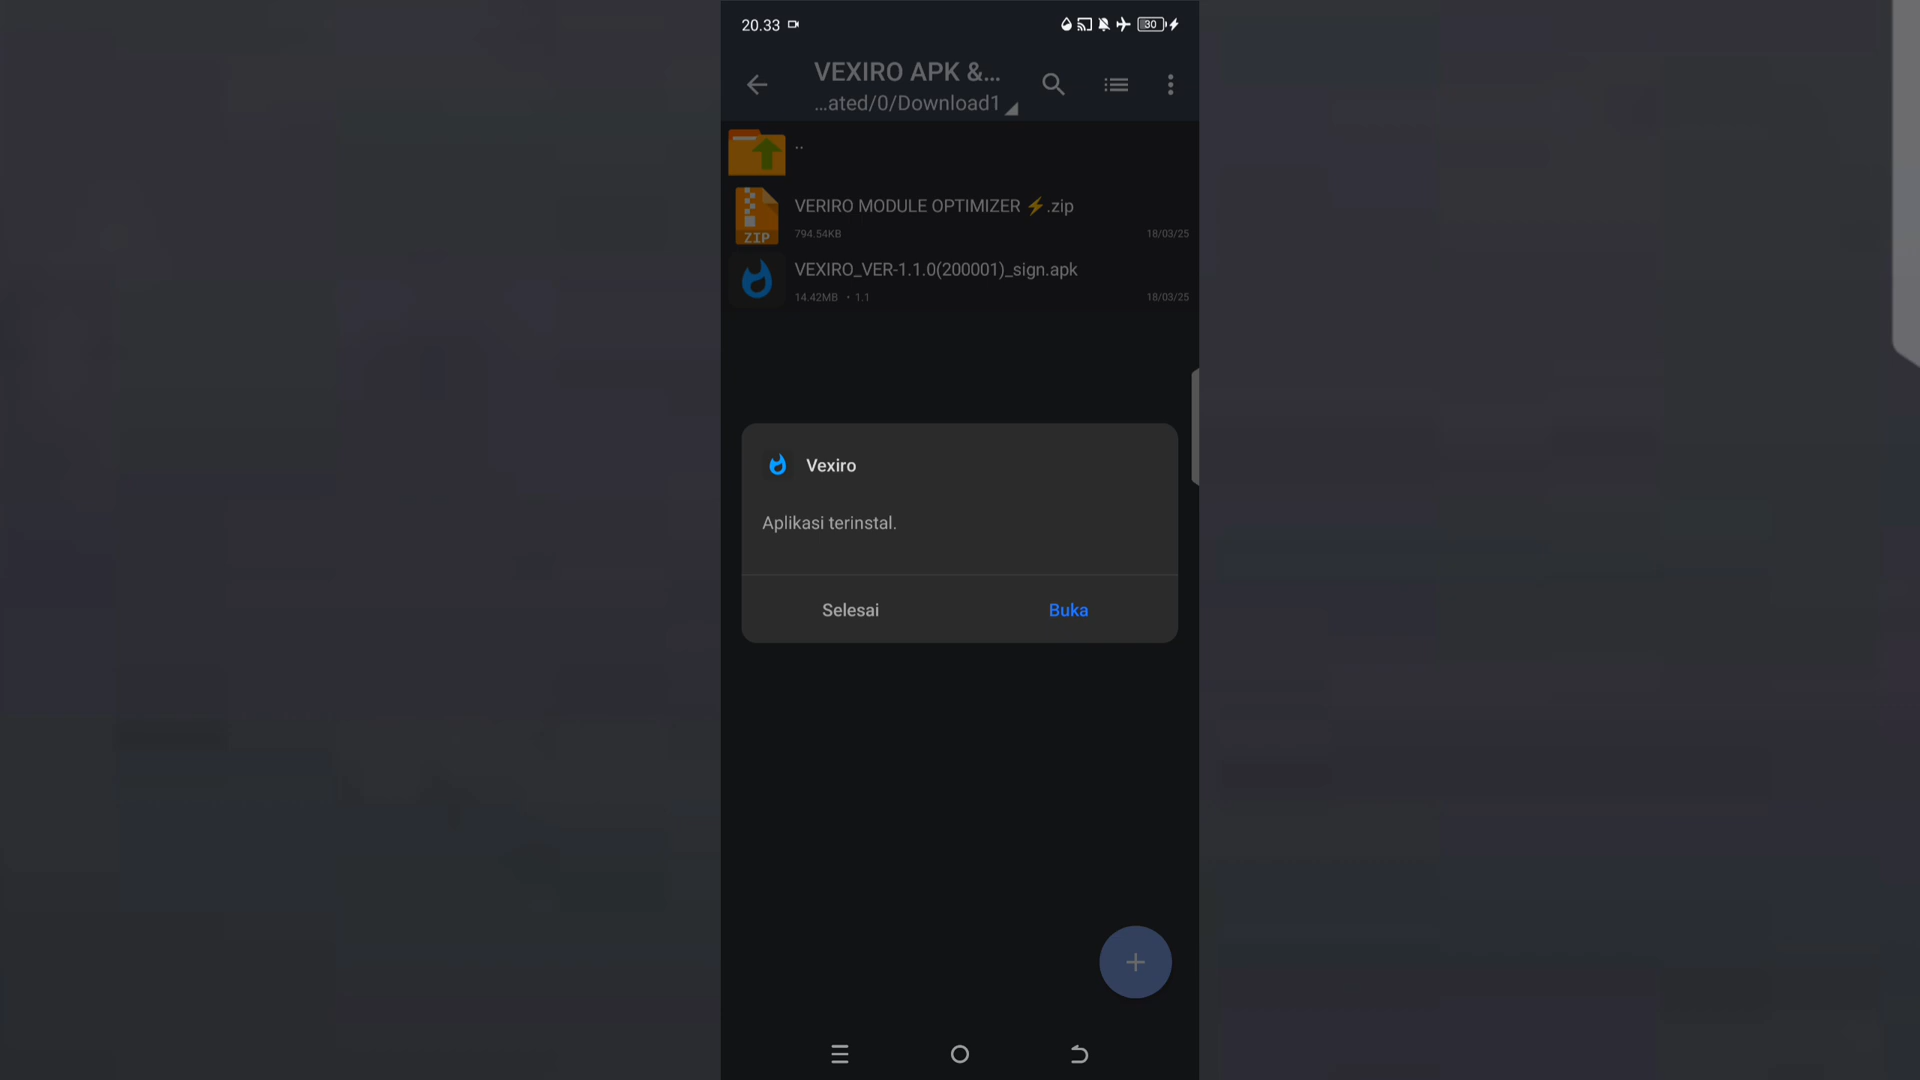 20.33
30
VEXIRO APK &...
...ated/0/Download1
..
VERIRO MODULE OPTIMIZER ⚡.zip
ZIP
794.54KB
18/03/25
VEXIRO_VER-1.1.0(200001)_sign.apk
14.42MB • 1.1
18/03/25
Vexiro
Aplikasi terinstal.
Selesai
Buka